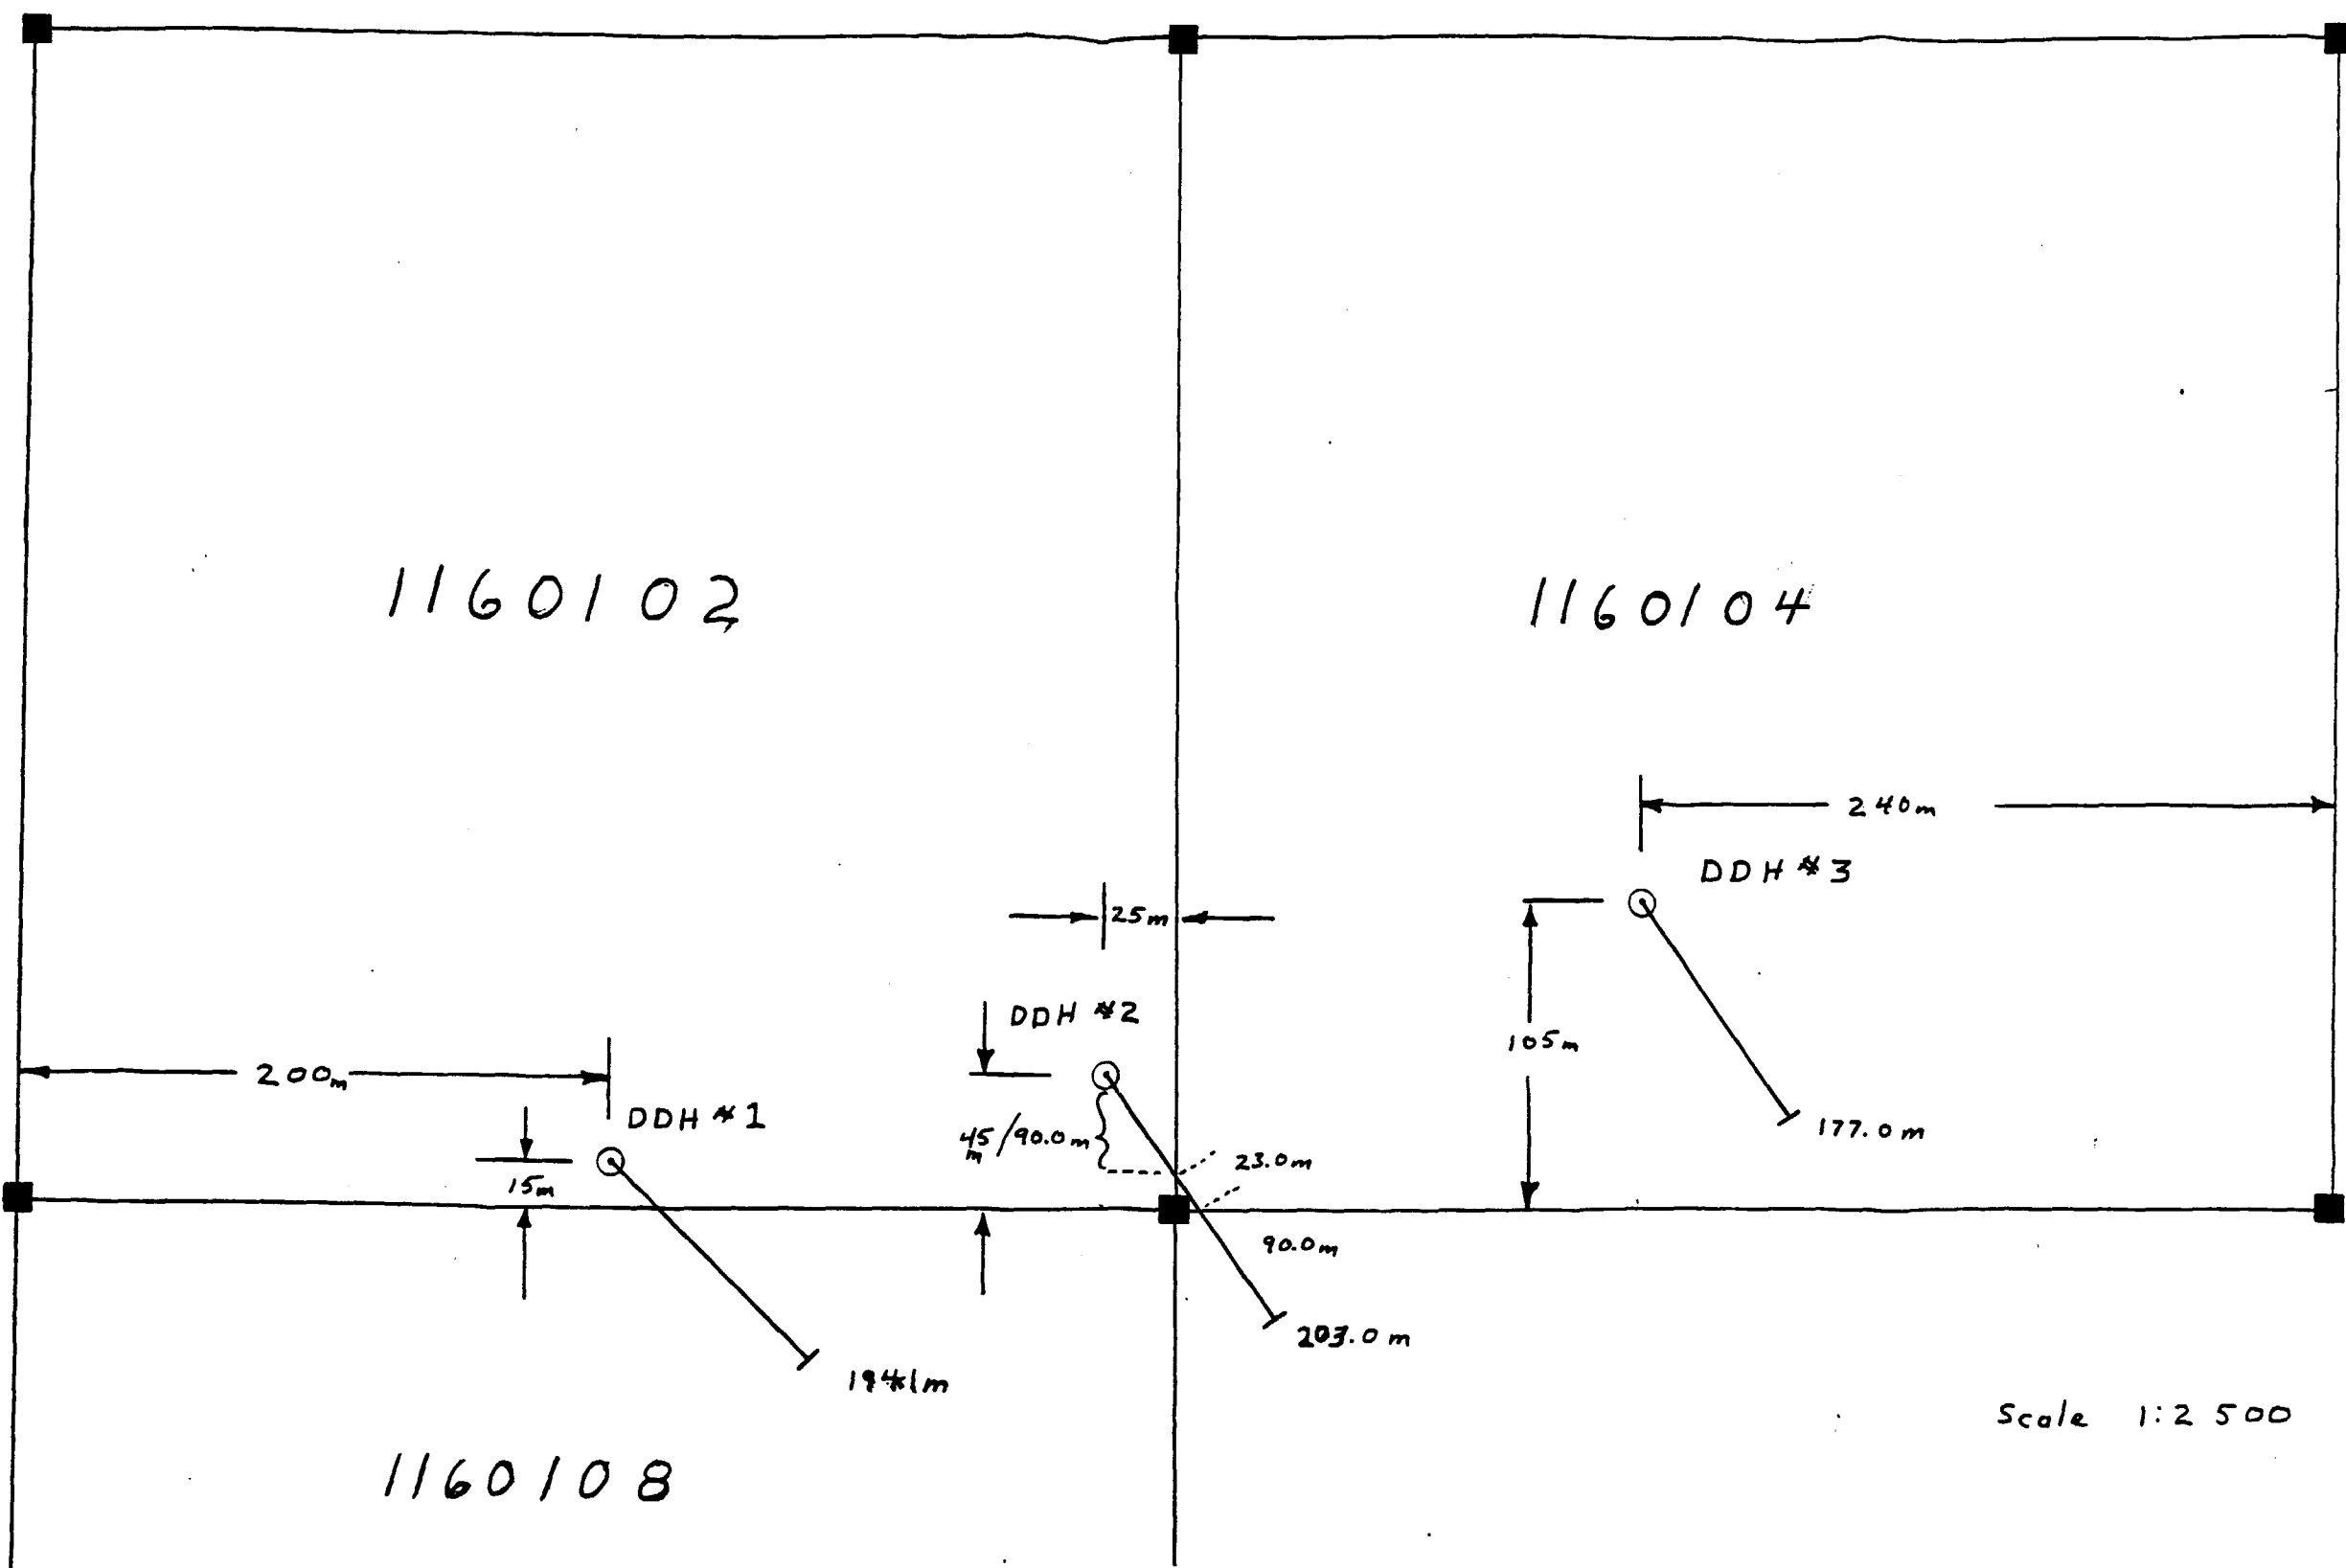 1160102
1160104
240m
DDH #3
25m
DDH #2
105m
200m
DDH #1
45m/90.0m
23.0m
177.0m
15m
90.0m
203.0m
Scale 1:2 500
1160108